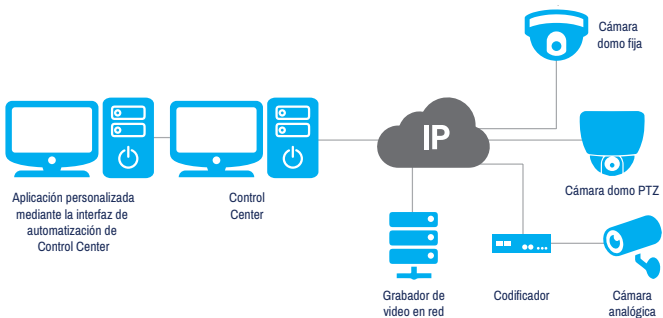 Cámara
domo fija
IP
Cámara domo PTZ
Aplicación personalizada
mediante la interfaz de
automatización de
Control Center
Control
Center
Grabador de
video en red
Codificador
Cámara
analógica